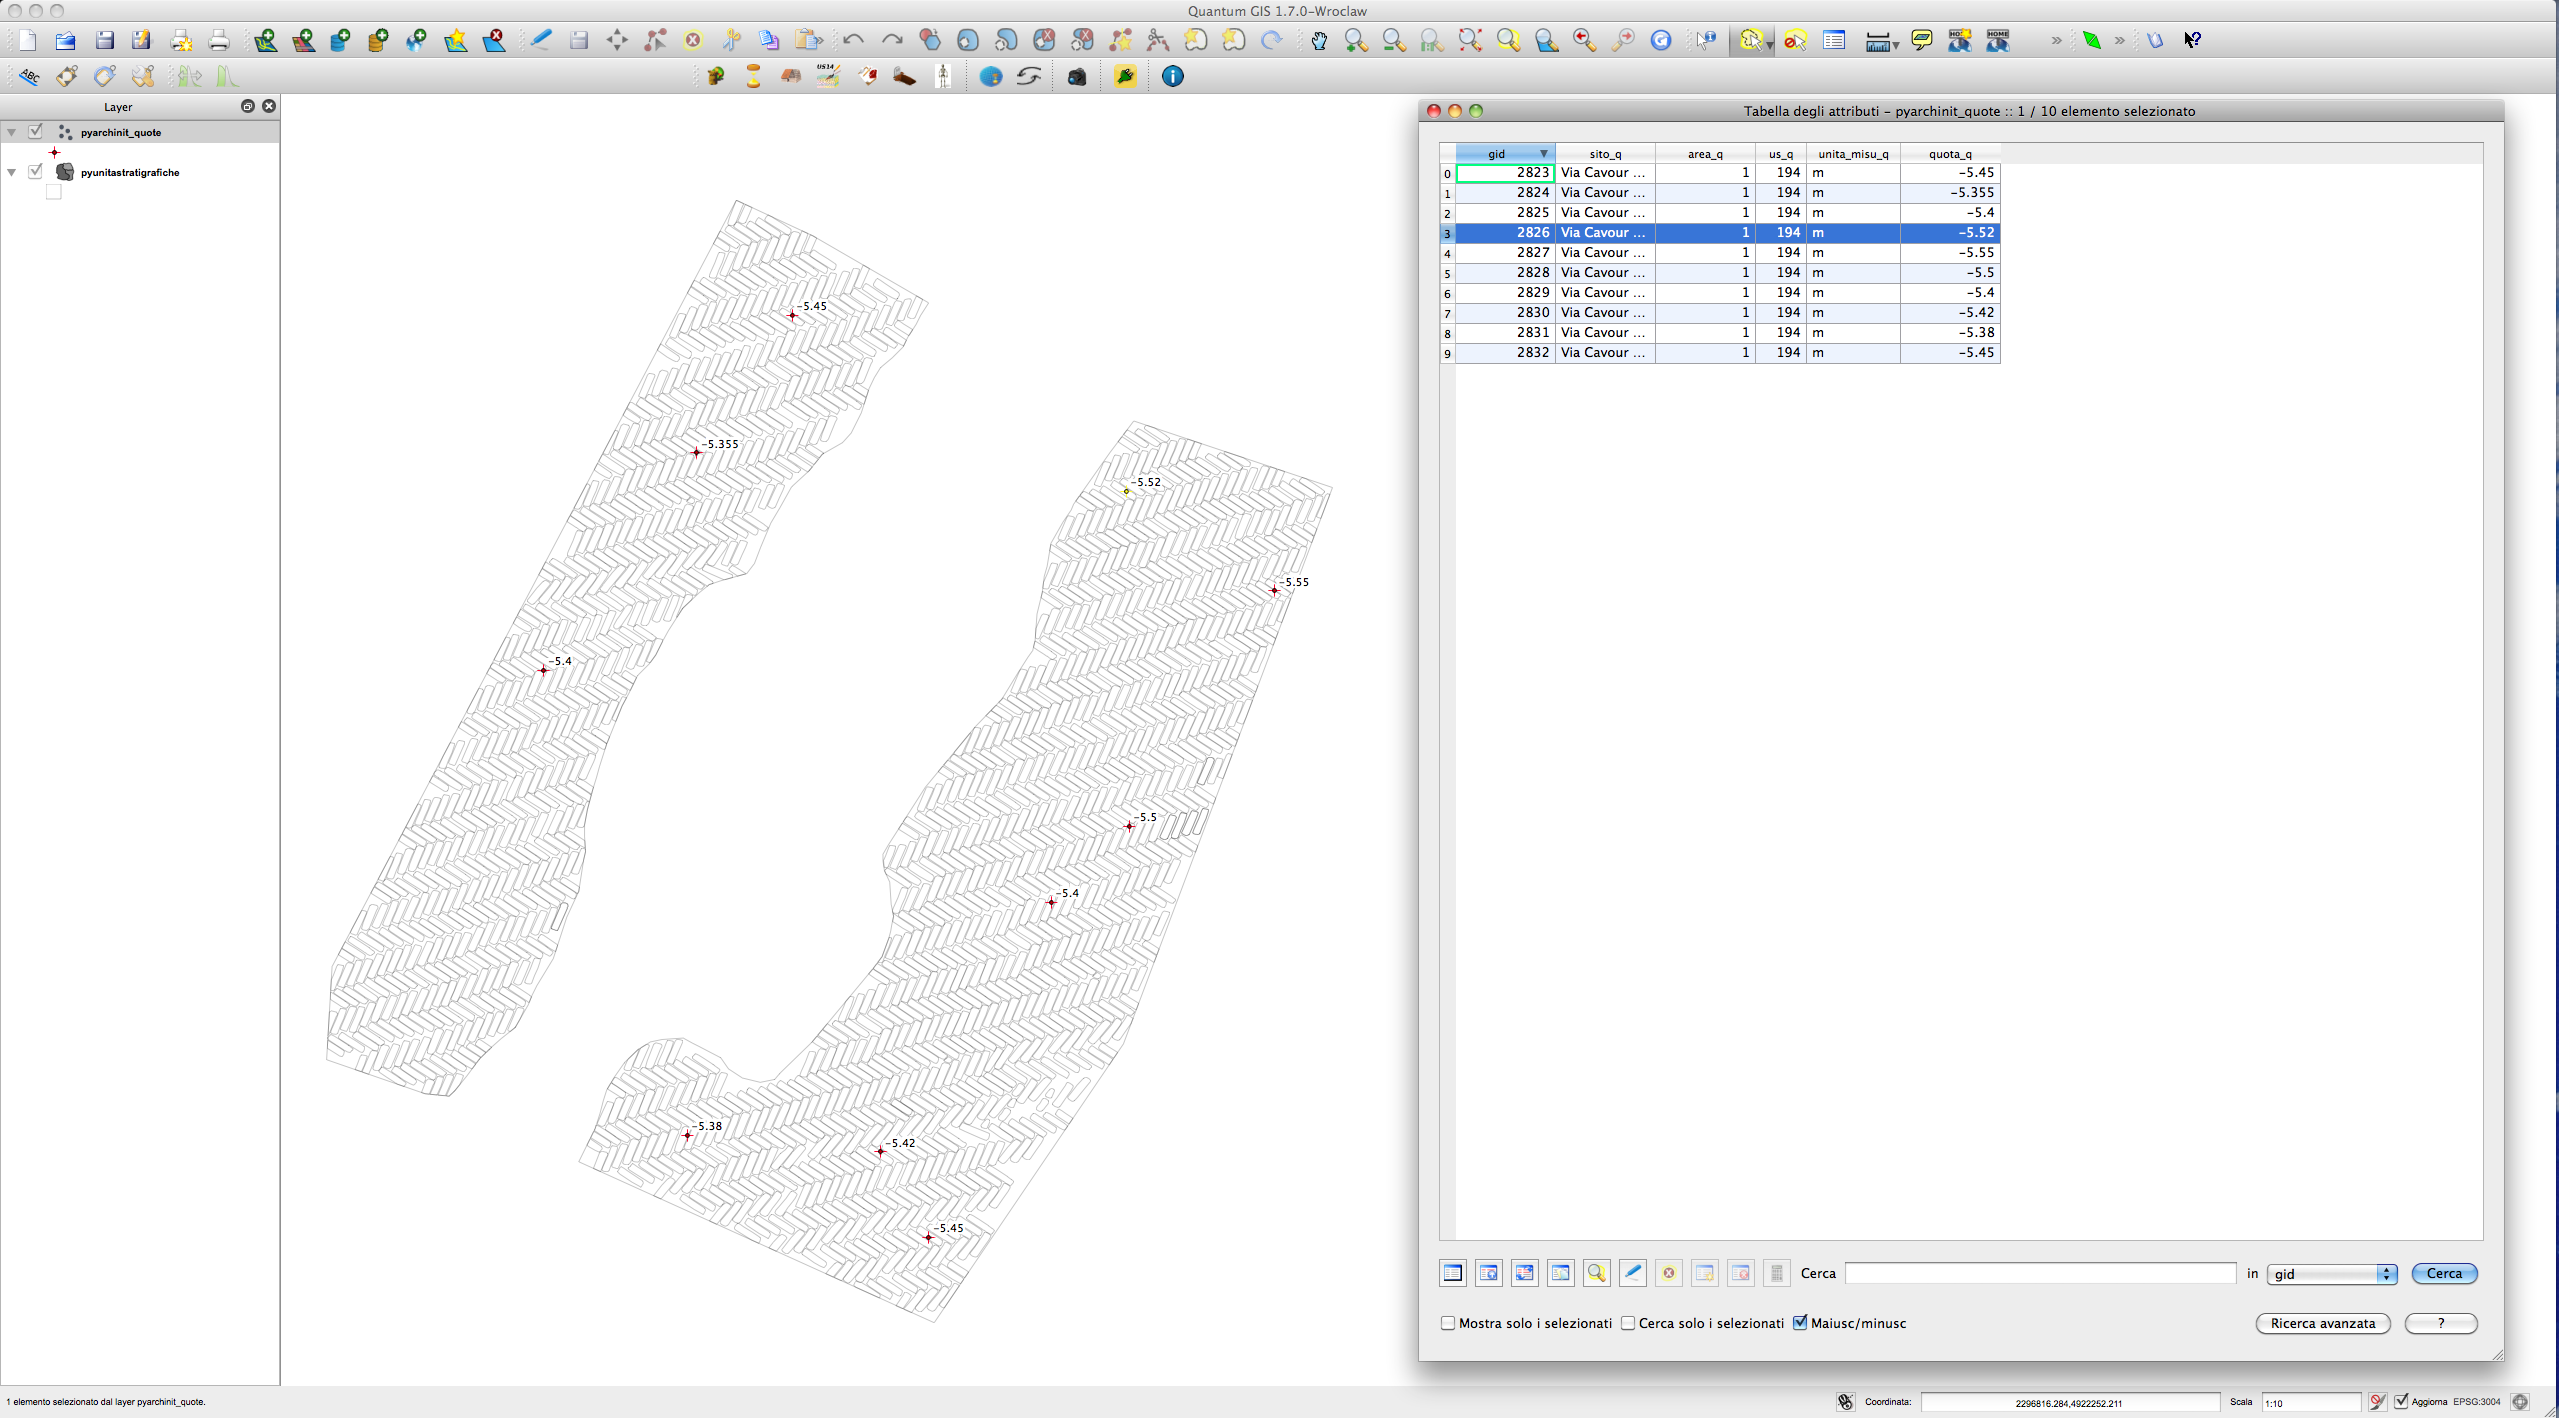 Quantum GIS 1.7.0-Wroclaw
ABC
US14
Layer
pyarchinit_quote
pyunitastratigrafiche
-5.45
-5.355
-5.52
-5.55
-5.4
-5.5
-5.4
-5.38
-5.42
-5.45
Tabella degli attributi - pyarchinit_quote :: 1 / 10 elemento selezionato
gid sito_q area_q us_q unita_misu_q quota_q
0 2823 Via Cavour ... 1 194 m -5.45
1 2824 Via Cavour ... 1 194 m -5.355
2 2825 Via Cavour ... 1 194 m -5.4
3 2826 Via Cavour ... 1 194 m -5.52
4 2827 Via Cavour ... 1 194 m -5.55
5 2828 Via Cavour ... 1 194 m -5.5
6 2829 Via Cavour ... 1 194 m -5.4
7 2830 Via Cavour ... 1 194 m -5.42
8 2831 Via Cavour ... 1 194 m -5.38
9 2832 Via Cavour ... 1 194 m -5.45
Cerca in gid Cerca
Mostra solo i selezionati Cerca solo i selezionati Maiusc/minusc Ricerca avanzata ?
1 elemento selezionato dal layer pyarchinit_quote. Coordinata: 2296816.284,4922252.211 Scala 1:10 Aggiorna EPSG:3004